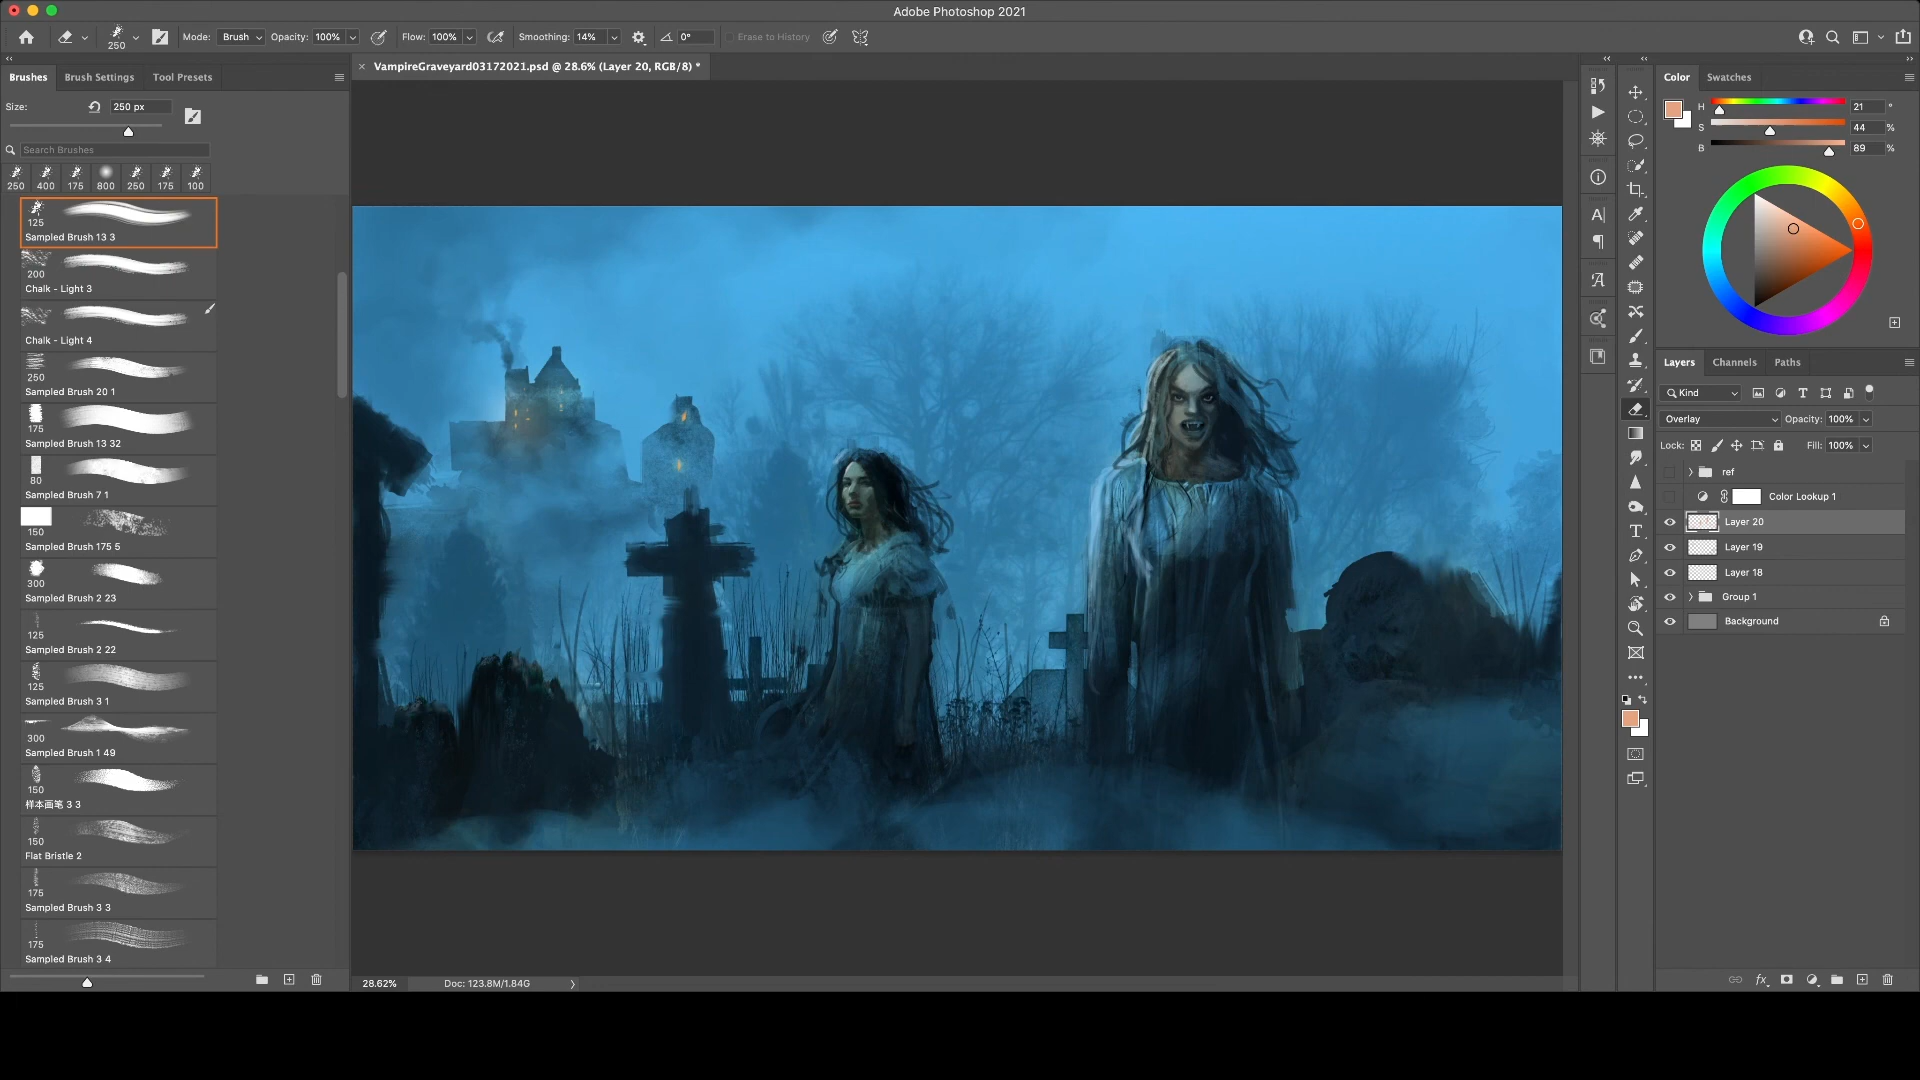 Adobe Photoshop 2021
250
Mode: Brush
Opacity: 100%
Flow: 100%
Smoothing: 14%
0°
Erase to History
Brushes
Brush Settings
Tool Presets
VampireGraveyard03172021.psd @ 28.6% (Layer 20, RGB/8) *
Size:
250 px
Search Brushes
250 400 175 800 250 175 100
125
Sampled Brush 13 3
200
Chalk - Light 3
Chalk - Light 4
250
Sampled Brush 20 1
175
Sampled Brush 13 32
80
Sampled Brush 7 1
150
Sampled Brush 175 5
300
Sampled Brush 2 23
125
Sampled Brush 2 22
125
Sampled Brush 3 1
300
Sampled Brush 1 49
150
样本画笔 3 3
150
Flat Bristle 2
175
Sampled Brush 3 3
175
Sampled Brush 3 4
28.62%
Doc: 123.8M/1.84G
Color
Swatches
H 21 °
S 44 %
B 89 %
Layers
Channels
Paths
Kind
Overlay
Opacity: 100%
Lock:
Fill: 100%
ref
Color Lookup 1
Layer 20
Layer 19
Layer 18
Group 1
Background
fx